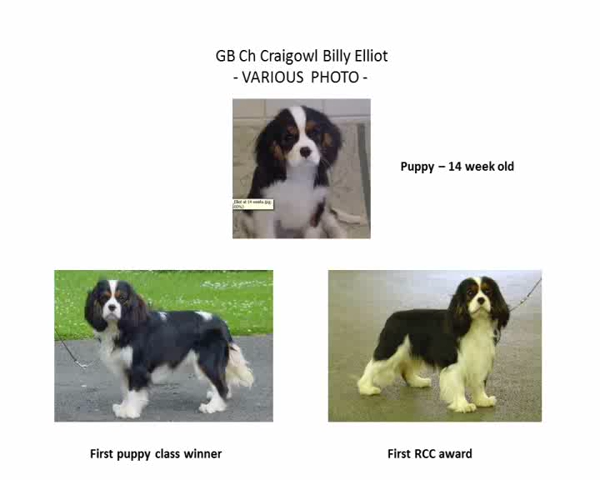 GB Ch Craigowl Billy Elliot
- VARIOUS PHOTO -
Puppy – 14 week old
First puppy class winner
First RCC award